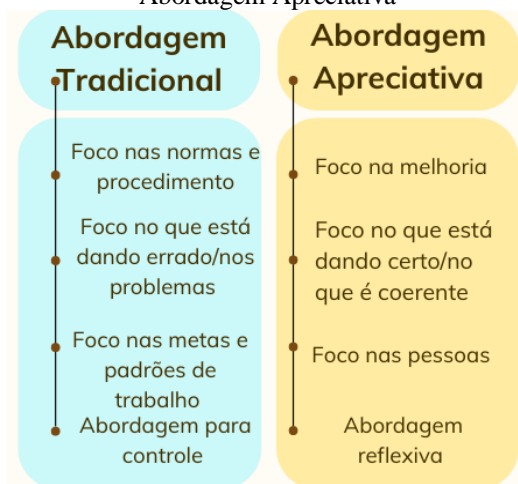 Abordagem Apreciativa
Abordagem
Tradicional
Foco nas normas e
procedimento
Foco no que está
dando errado/nos
problemas
Foco nas metas e
padrões de
trabalho
Abordagem para
controle
Abordagem
Apreciativa
Foco na melhoria
Foco no que está
dando certo/no
que é coerente
Foco nas pessoas
Abordagem
reflexiva